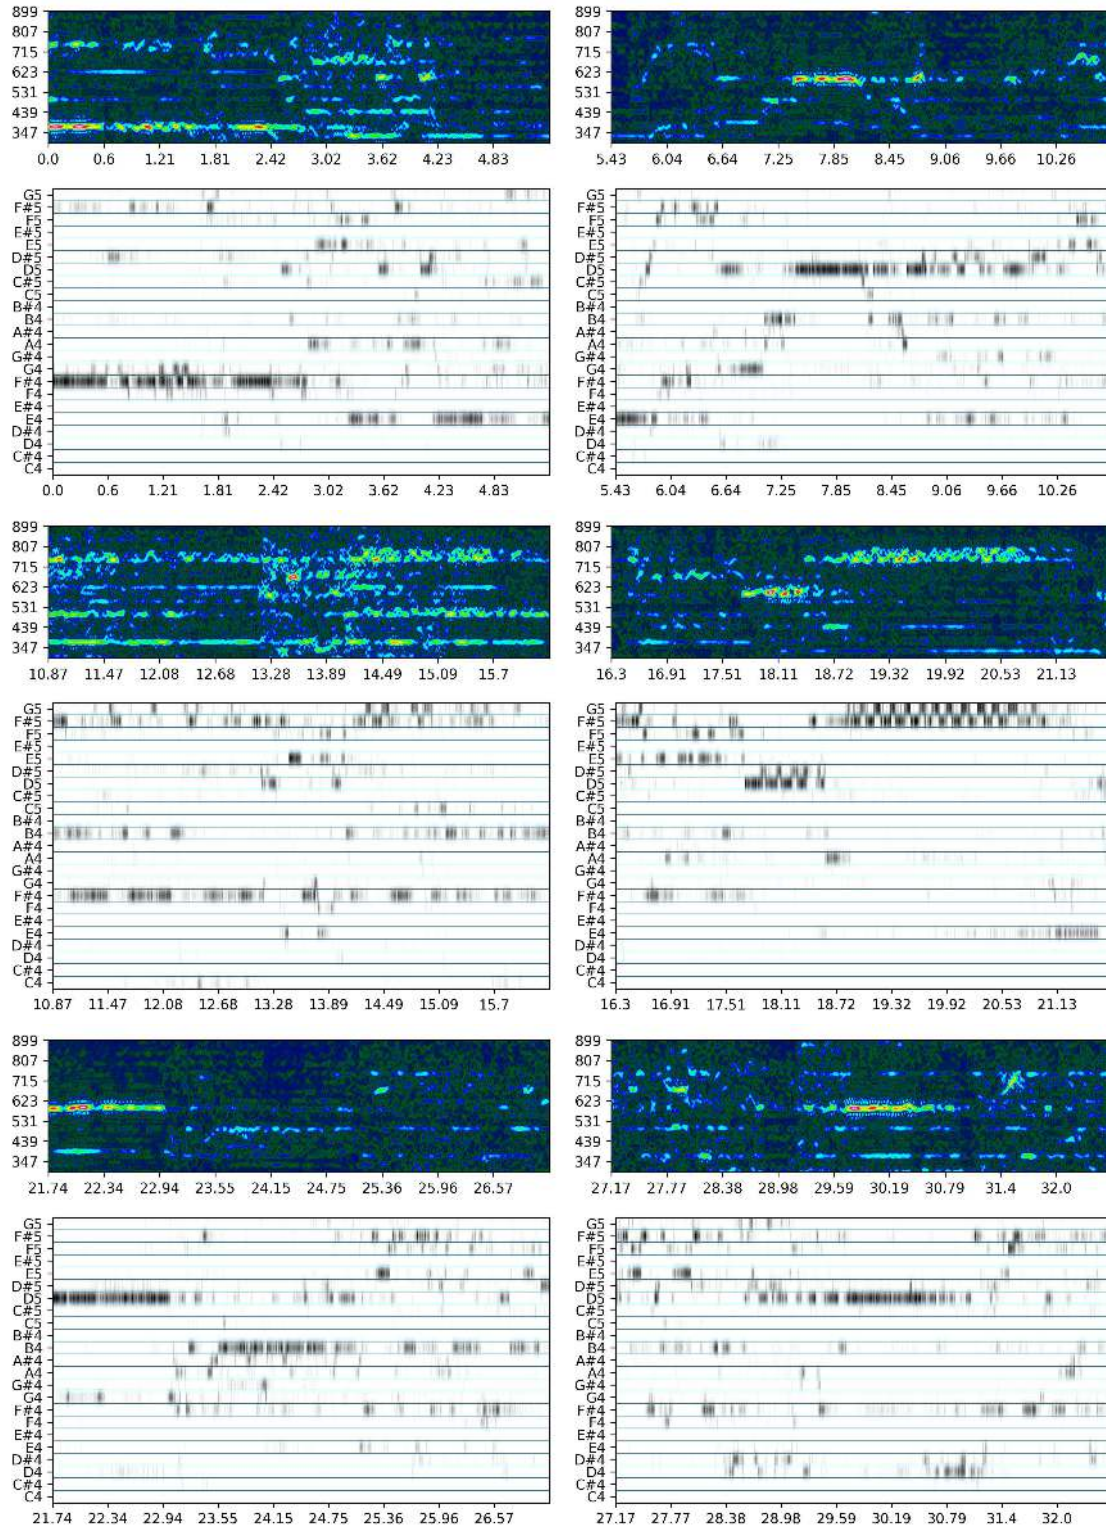 899
807
715
623
531
439
347
0.0 0.6 1.21 1.81 2.42 3.02 3.62 4.23 4.83
899
807
715
623
531
439
347
5.43 6.04 6.64 7.25 7.85 8.45 9.06 9.66 10.26
G5
F#5
F5
E#5
E5
D#5
D5
C#5
C5
B#4
B4
A#4
A4
G#4
G4
F#4
F4
E#4
E4
D#4
D4
C#4
C4
0.0 0.6 1.21 1.81 2.42 3.02 3.62 4.23 4.83
G5
F#5
F5
E#5
E5
D#5
D5
C#5
C5
B#4
B4
A#4
A4
G#4
G4
F#4
F4
E#4
E4
D#4
D4
C#4
C4
5.43 6.04 6.64 7.25 7.85 8.45 9.06 9.66 10.26
899
807
715
623
531
439
347
10.87 11.47 12.08 12.68 13.28 13.89 14.49 15.09 15.7
899
807
715
623
531
439
347
16.3 16.91 17.51 18.11 18.72 19.32 19.92 20.53 21.13
G5
F#5
F5
E#5
E5
D#5
D5
C#5
C5
B#4
B4
A#4
A4
G#4
G4
F#4
F4
E#4
E4
D#4
D4
C#4
C4
10.87 11.47 12.08 12.68 13.28 13.89 14.49 15.09 15.7
G5
F#5
F5
E#5
E5
D#5
D5
C#5
C5
B#4
B4
A#4
A4
G#4
G4
F#4
F4
E#4
E4
D#4
D4
C#4
C4
16.3 16.91 17.51 18.11 18.72 19.32 19.92 20.53 21.13
899
807
715
623
531
439
347
21.74 22.34 22.94 23.55 24.15 24.75 25.36 25.96 26.57
899
807
715
623
531
439
347
27.17 27.77 28.38 28.98 29.59 30.19 30.79 31.4 32.0
G5
F#5
F5
E#5
E5
D#5
D5
C#5
C5
B#4
B4
A#4
A4
G#4
G4
F#4
F4
E#4
E4
D#4
D4
C#4
C4
21.74 22.34 22.94 23.55 24.15 24.75 25.36 25.96 26.57
G5
F#5
F5
E#5
E5
D#5
D5
C#5
C5
B#4
B4
A#4
A4
G#4
G4
F#4
F4
E#4
E4
D#4
D4
C#4
C4
27.17 27.77 28.38 28.98 29.59 30.19 30.79 31.4 32.0